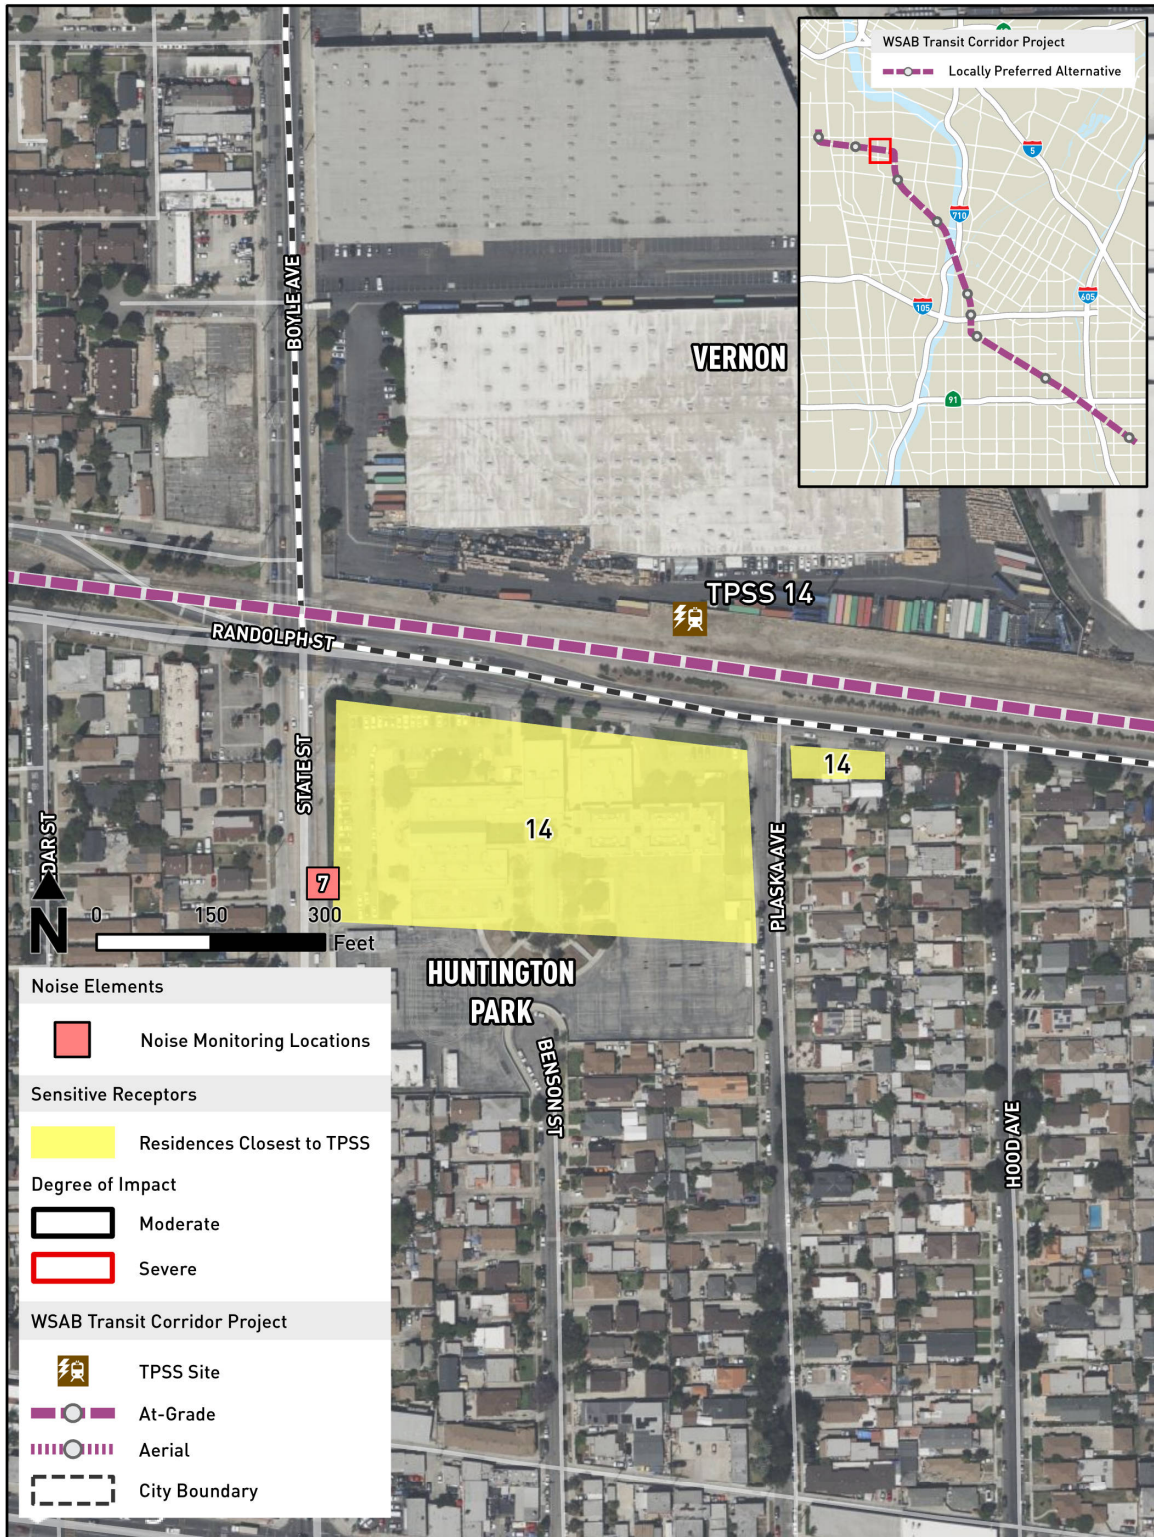 WSAB Transit Corridor Project
Locally Preferred Alternative
5
710
105
605
91
BOYLE AVE
VERNON
TPSS 14
RANDOLPH ST
STATE ST
14
14
PLASKA AVE
DAR ST
7
N
0 150 300
Feet
HUNTINGTON
PARK
BENSON ST
HOOD AVE
Noise Elements
Noise Monitoring Locations
Sensitive Receptors
Residences Closest to TPSS
Degree of Impact
Moderate
Severe
WSAB Transit Corridor Project
TPSS Site
At-Grade
Aerial
City Boundary